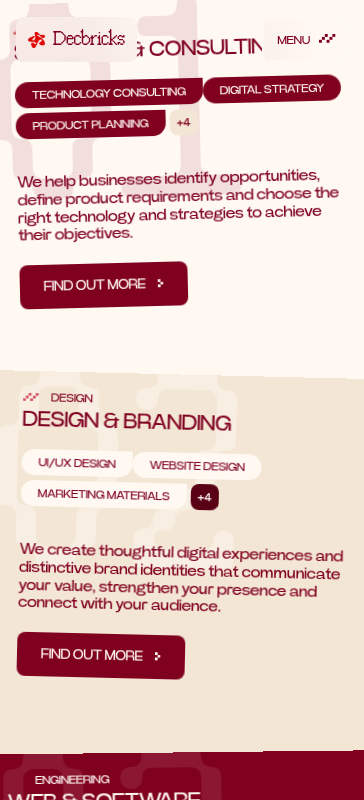 Decbricks
& CONSULTIN
MENU
TECHNOLOGY CONSULTING
DIGITAL STRATEGY
PRODUCT PLANNING
+4
We help businesses identify opportunities,
define product requirements and choose the
right technology and strategies to achieve
their objectives.
FIND OUT MORE
DESIGN
DESIGN & BRANDING
UI/UX DESIGN
WEBSITE DESIGN
MARKETING MATERIALS
+4
We create thoughtful digital experiences and
distinctive brand identities that communicate
your value, strengthen your presence and
connect with your audience.
FIND OUT MORE
ENGINEERING
WEB & SOFTWARE